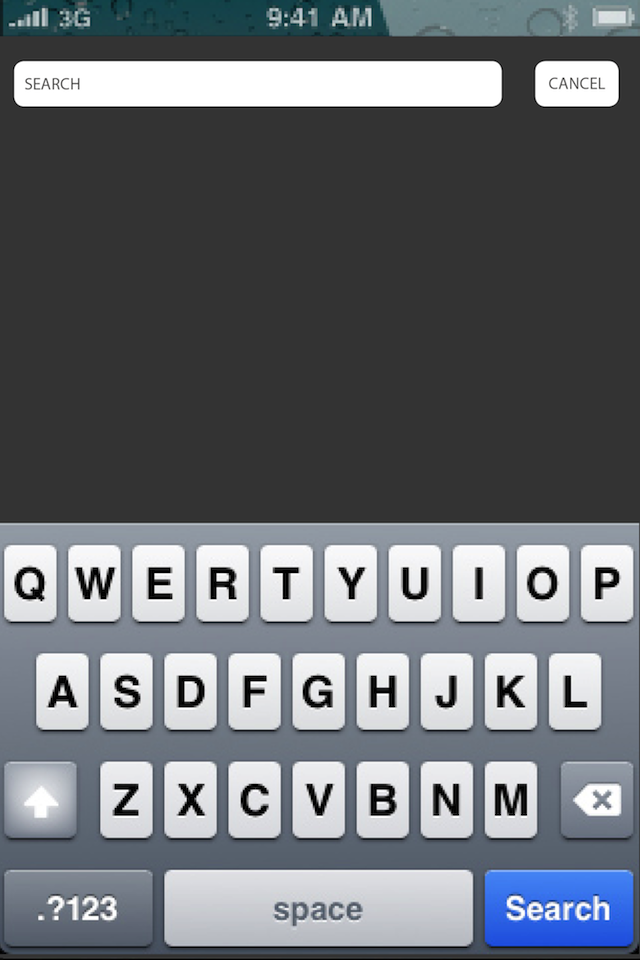 3G 9:41 AM
SEARCH CANCEL
Q W E R T Y U I O P
A S D F G H J K L
Z X C V B N M
.?123 space Search